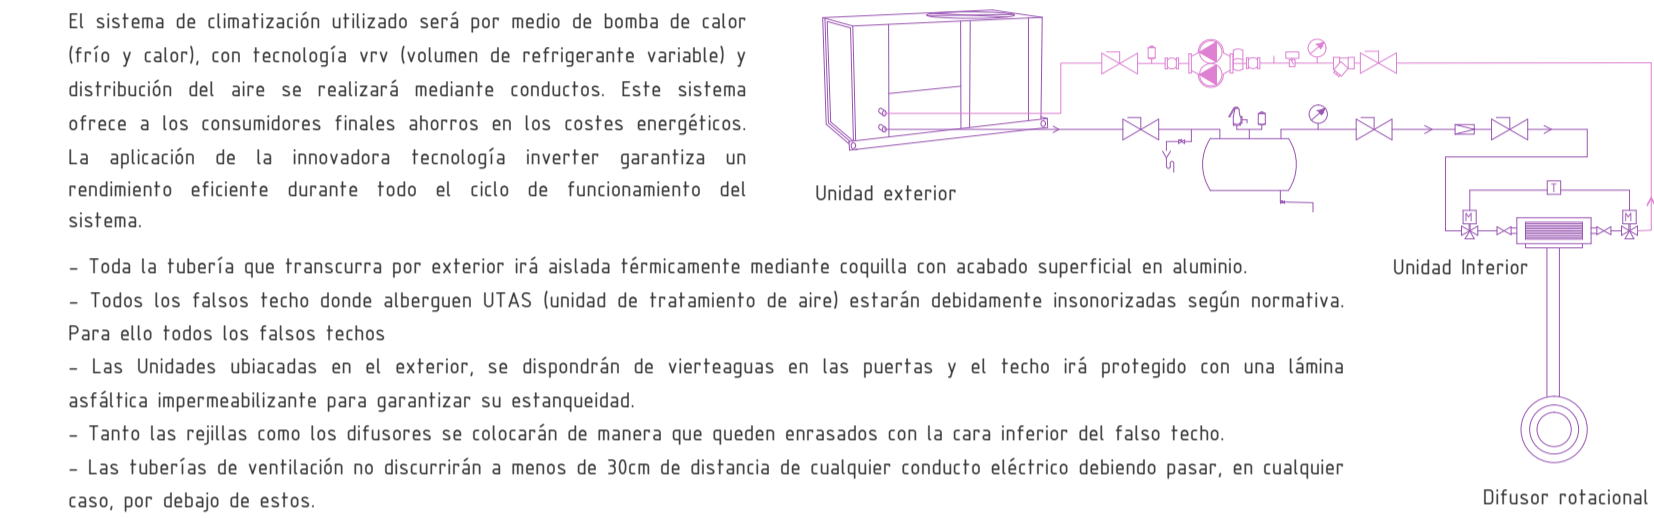 El sistema de climatización utilizado será por medio de bomba de calor
(frío y calor), con tecnología vrv (volumen de refrigerante variable) y
distribución del aire se realizará mediante conductos. Este sistema
ofrece a los consumidores finales ahorros en los costes energéticos.
La aplicación de la innovadora tecnología inverter garantiza un
rendimiento eficiente durante todo el ciclo de funcionamiento del
sistema.
Unidad exterior
T
M
M
Unidad Interior
- Toda la tubería que transcurra por exterior irá aislada térmicamente mediante coquilla con acabado superficial en aluminio.
- Todos los falsos techo donde alberguen UTAS (unidad de tratamiento de aire) estarán debidamente insonorizadas según normativa.
Para ello todos los falsos techos
- Las Unidades ubiacadas en el exterior, se dispondrán de vierteaguas en las puertas y el techo irá protegido con una lámina
asfáltica impermeabilizante para garantizar su estanqueidad.
- Tanto las rejillas como los difusores se colocarán de manera que queden enrasados con la cara inferior del falso techo.
- Las tuberías de ventilación no discurrirán a menos de 30cm de distancia de cualquier conducto eléctrico debiendo pasar, en cualquier
caso, por debajo de estos.
Difusor rotacional